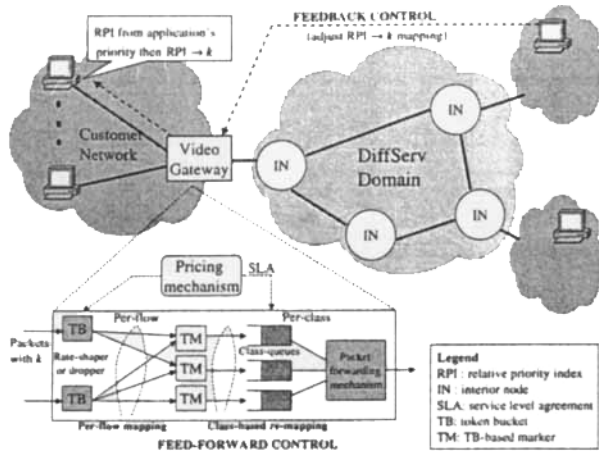 FEEDBACK CONTROL
(adjust RPI → k mapping)
RPI from application's
priority then RPI → k
Customer
Network
Video
Gateway
IN
IN
IN
IN
DiffServ
Domain
Pricing
mechanism
SLA
Per-flow
Per-class
Packets
with k
TB
TB
Rate-shaper
or dropper
TM
TM
TM
Class-queues
Packet
forwarding
mechanism
Per-flow mapping
Class-based re-mapping
FEED-FORWARD CONTROL
Legend
RPI : relative priority index
IN : interior node
SLA: service level agreement
TB: token bucket
TM: TB-based marker